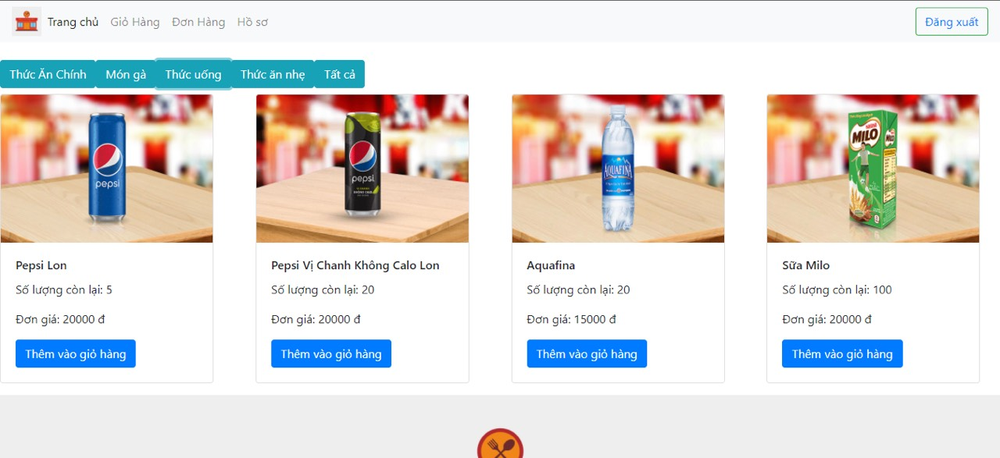 Trang chủ Giỏ Hàng Đơn Hàng Hồ sơ Đăng xuất
Thức Ăn Chính Món gà Thức uống Thức ăn nhẹ Tất cả
pepsi
pepsi
AQUAFINA
Nestlé
MILO
Pepsi Lon
Số lượng còn lại: 5
Đơn giá: 20000 đ
Thêm vào giỏ hàng
Pepsi Vị Chanh Không Calo Lon
Số lượng còn lại: 20
Đơn giá: 20000 đ
Thêm vào giỏ hàng
Aquafina
Số lượng còn lại: 20
Đơn giá: 15000 đ
Thêm vào giỏ hàng
Sữa Milo
Số lượng còn lại: 100
Đơn giá: 20000 đ
Thêm vào giỏ hàng